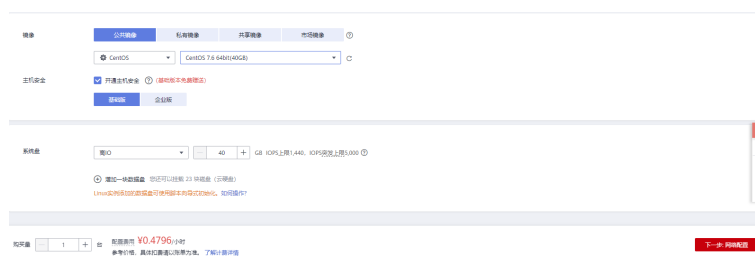 镜像 公共镜像 私有镜像 共享镜像 市场镜像
CentOS CentOS 7.6 64bit(40GB)
主机安全 开通主机安全 (基础版本免费赠送)
基础版 企业版
系统盘 高IO 40 GB IOPS上限1,440, IOPS突发上限5,000
增加一块数据盘 您还可以挂载 23 块磁盘（云硬盘）
Linux实例添加的数据盘可使用脚本向导式初始化。如何操作?
购买量 1 台 配置费用 ¥0.4796/小时 下一步: 网络配置
参考价格，具体扣费请以账单为准。 了解计费详情